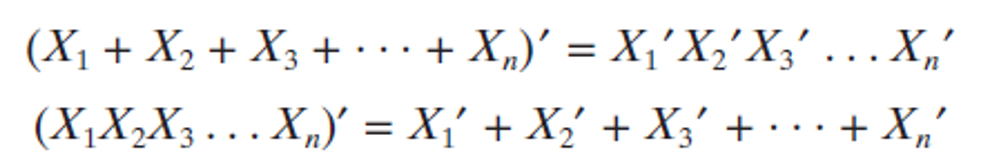 (X₁ + X₂ + X₃ + ··· + Xₙ)′ = X₁′X₂′X₃′ ... Xₙ′
(X₁X₂X₃ ... Xₙ)′ = X₁′ + X₂′ + X₃′ + ··· + Xₙ′